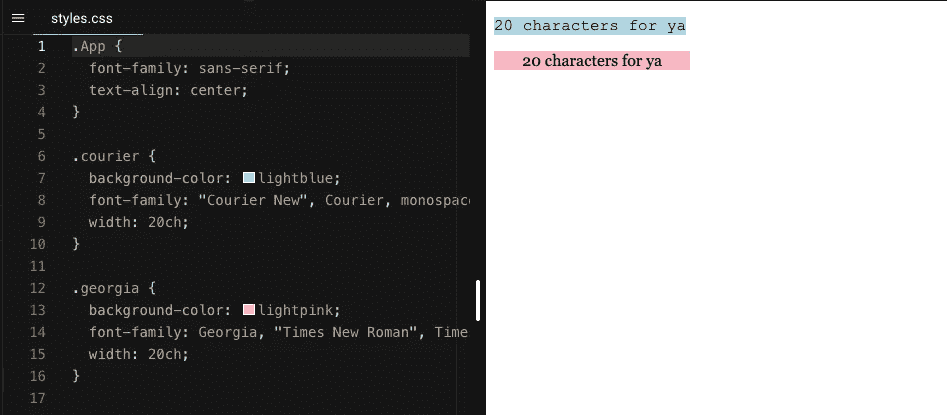 styles.css
1 .App {
2 font-family: sans-serif;
3 text-align: center;
4 }
5
6 .courier {
7 background-color: lightblue;
8 font-family: "Courier New", Courier, monospac
9 width: 20ch;
10 }
11
12 .georgia {
13 background-color: lightpink;
14 font-family: Georgia, "Times New Roman", Time
15 width: 20ch;
16 }
17
20 characters for ya
20 characters for ya